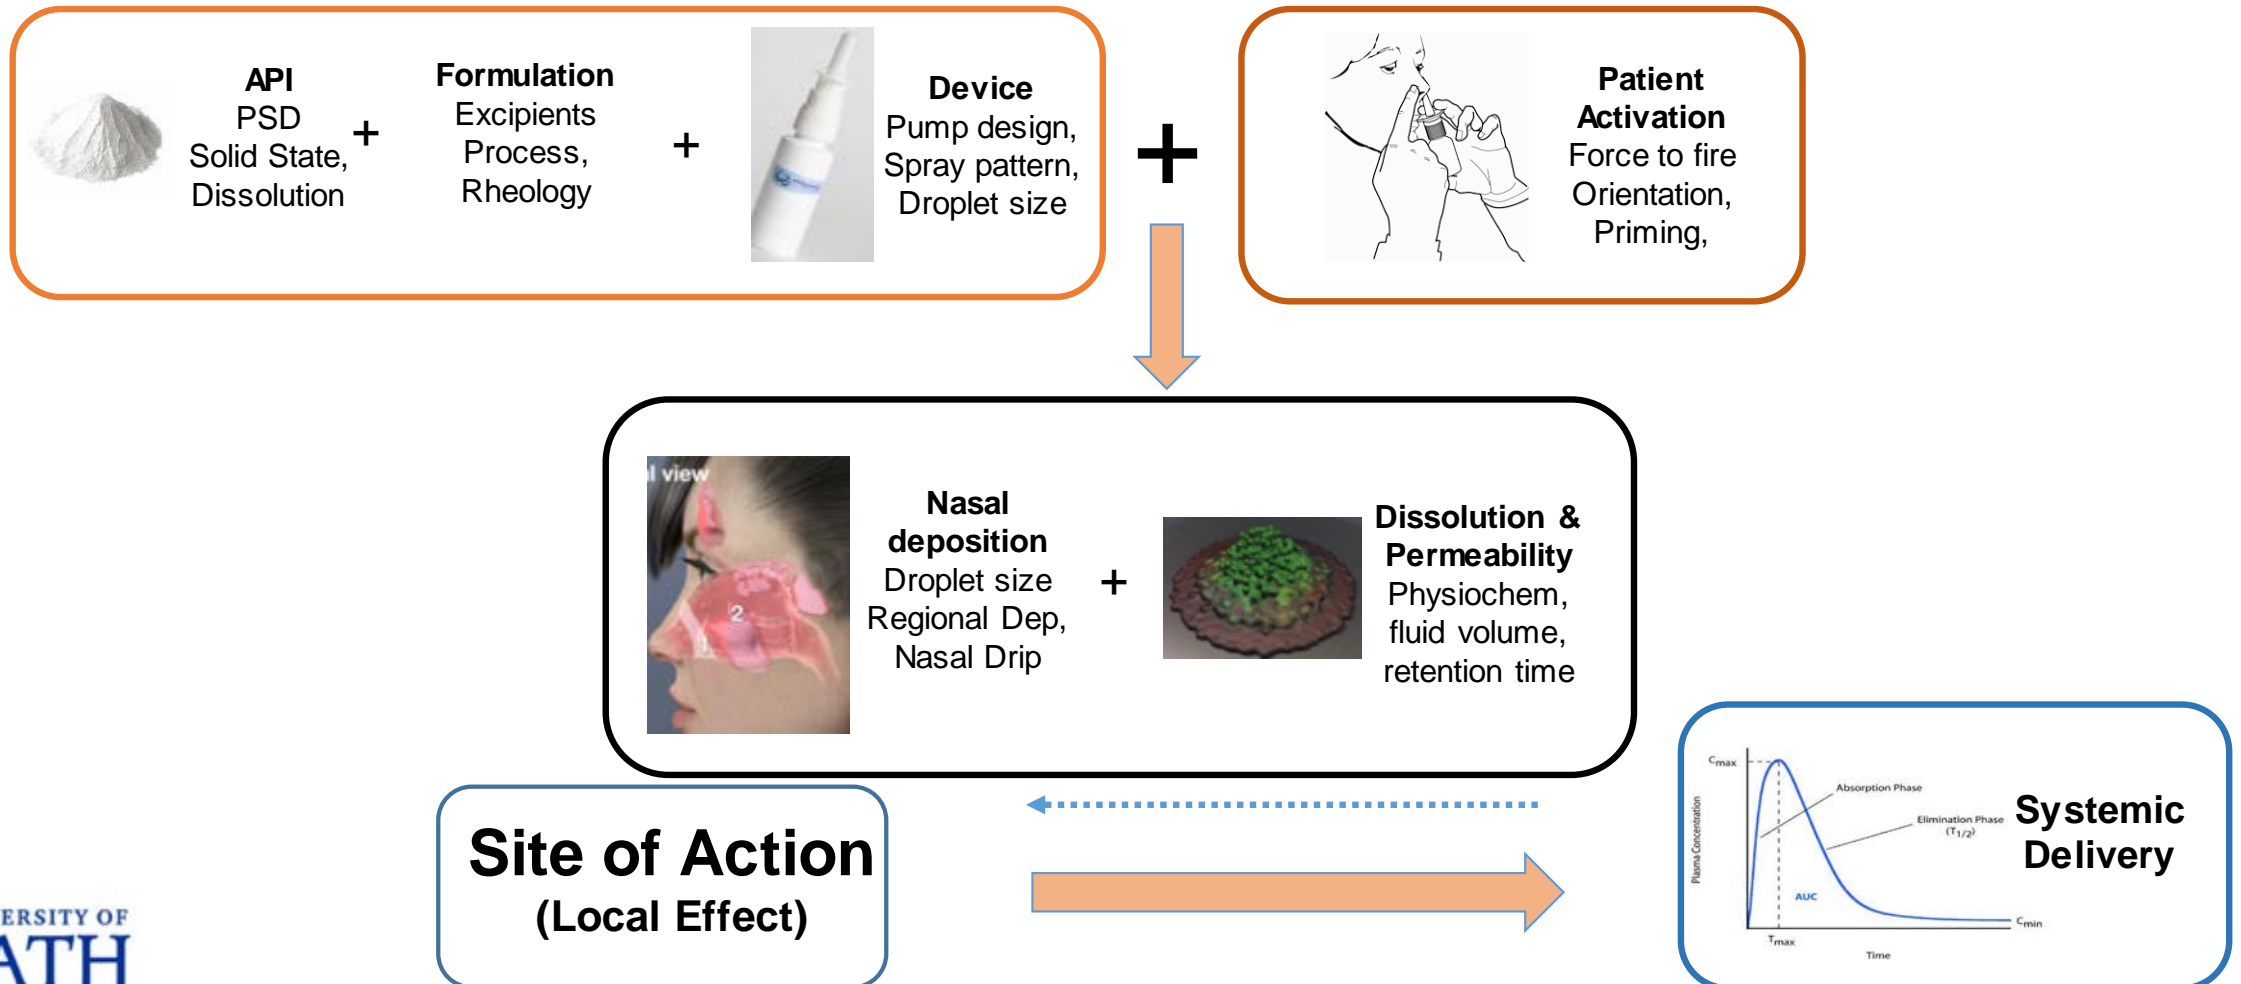 API
PSD
Solid State,
Dissolution
+
Formulation
Excipients
Process,
Rheology
+
Device
Pump design,
Spray pattern,
Droplet size
+
Patient
Activation
Force to fire
Orientation,
Priming,
l view
2
1
Nasal
deposition
Droplet size
Regional Dep,
Nasal Drip
+
Dissolution &
Permeability
Physiochem,
fluid volume,
retention time
Site of Action
(Local Effect)
Cmax
Plasma Concentration
Absorption Phase
Elimination Phase
(T1/2)
AUC
Cmin
Tmax
Time
Systemic
Delivery
ERSITY OF
ATH